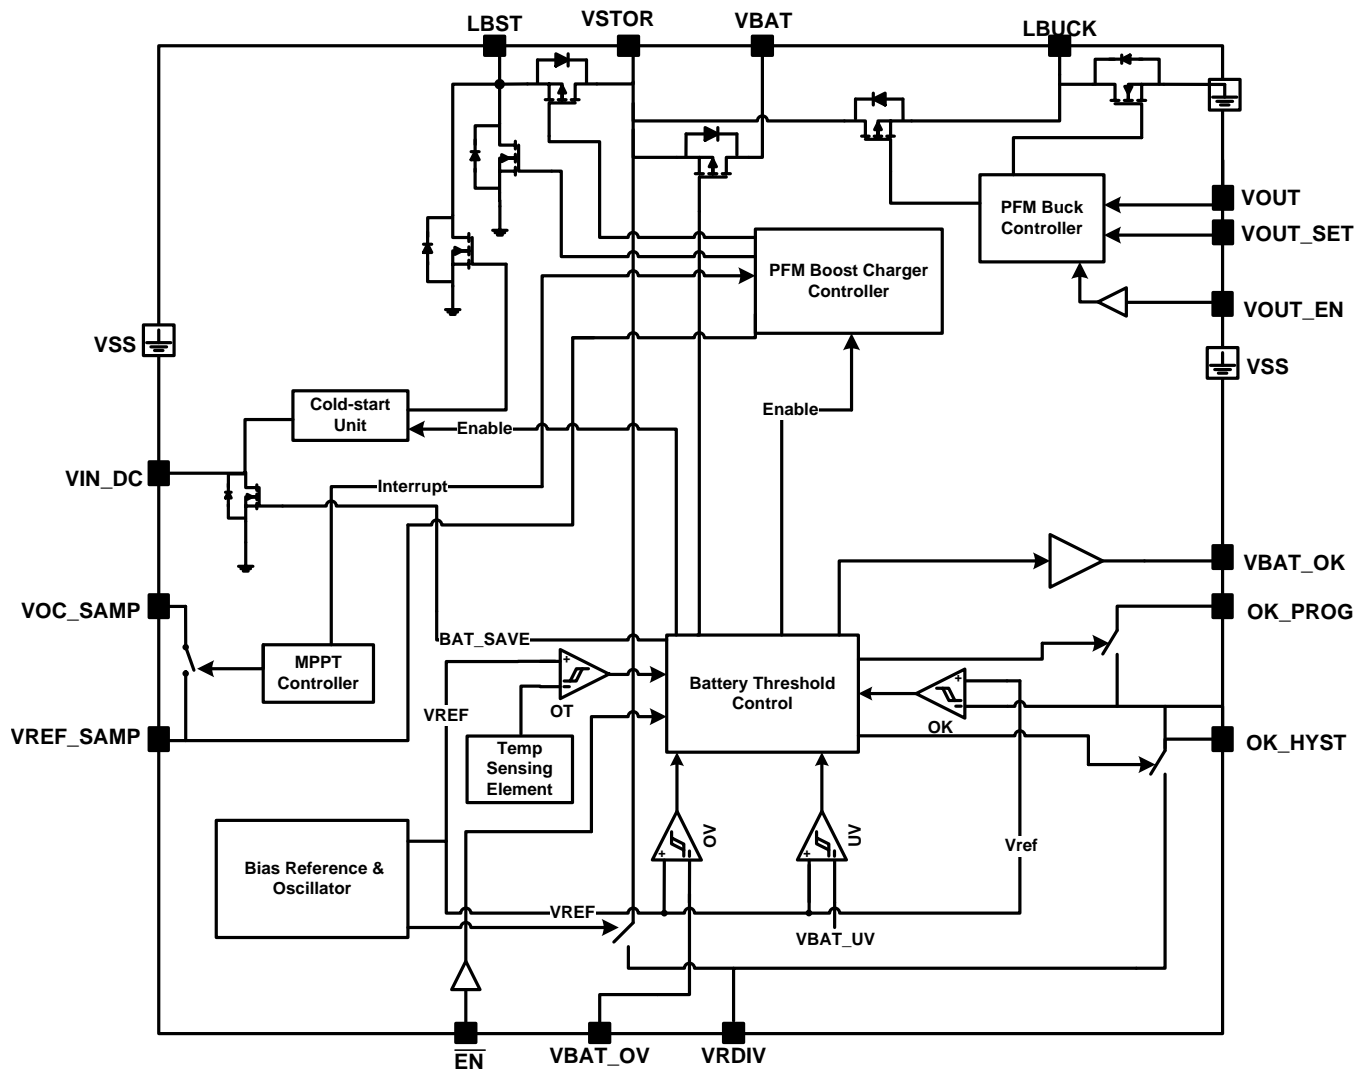 LBST
VSTOR
VBAT
LBUCK
VOUT
PFM Buck
Controller
VOUT_SET
PFM Boost Charger
Controller
VOUT_EN
VSS
VSS
Cold-start
Unit
Enable
Enable
VIN_DC
Interrupt
VBAT_OK
VOC_SAMP
OK_PROG
BAT_SAVE
MPPT
Controller
+
−
OT
Battery Threshold
Control
+
−
OK
VREF
VREF_SAMP
OK_HYST
Temp
Sensing
Element
OV
+
−
UV
+
−
Vref
Bias Reference &
Oscillator
VREF
VBAT_UV
EN
VBAT_OV
VRDIV